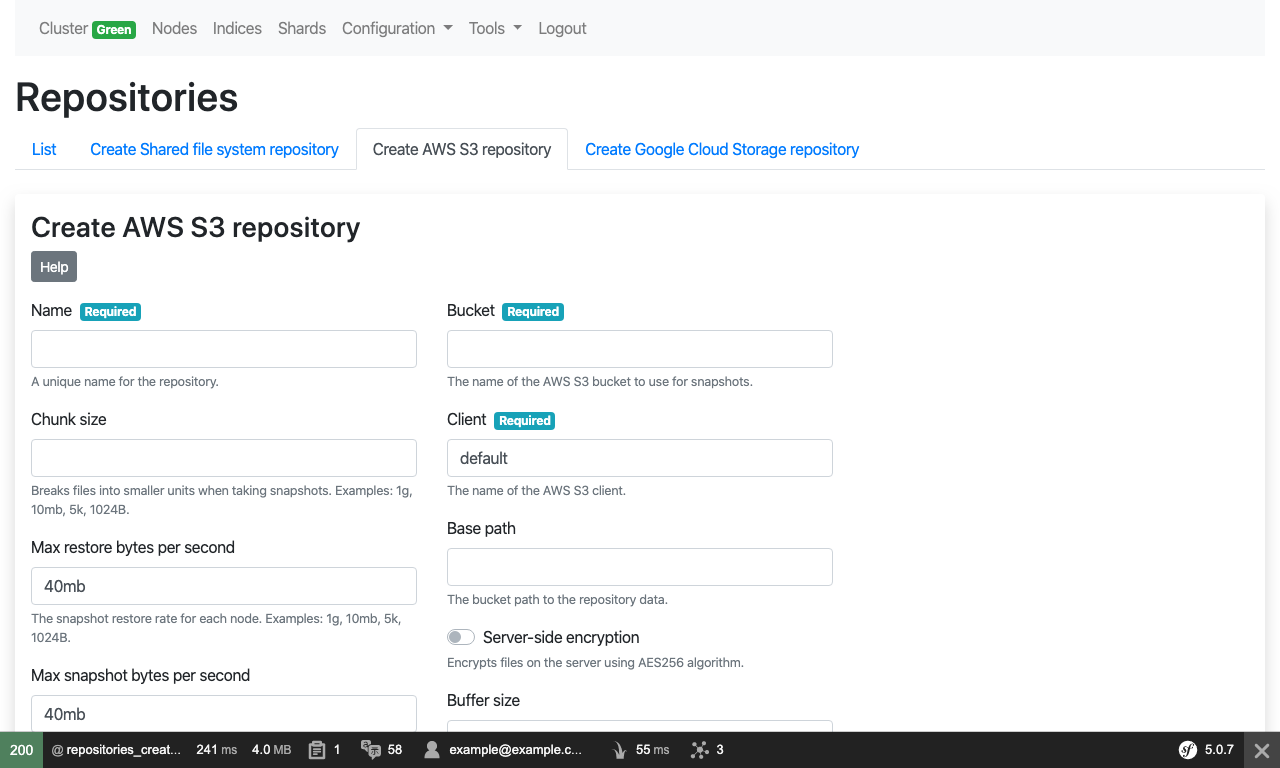 Cluster Green Nodes Indices Shards Configuration Tools Logout
Repositories
List Create Shared file system repository Create AWS S3 repository Create Google Cloud Storage repository
Create AWS S3 repository
Help
Name Required
A unique name for the repository.
Chunk size
Breaks files into smaller units when taking snapshots. Examples: 1g,
10mb, 5k, 1024B.
Max restore bytes per second
40mb
The snapshot restore rate for each node. Examples: 1g, 10mb, 5k,
1024B.
Max snapshot bytes per second
40mb
Bucket Required
The name of the AWS S3 bucket to use for snapshots.
Client Required
default
The name of the AWS S3 client.
Base path
The bucket path to the repository data.
Server-side encryption
Encrypts files on the server using AES256 algorithm.
Buffer size
200 @ repositories_creat... 241 ms 4.0 MB 1 58 example@example.c... 55 ms 3 sf 5.0.7